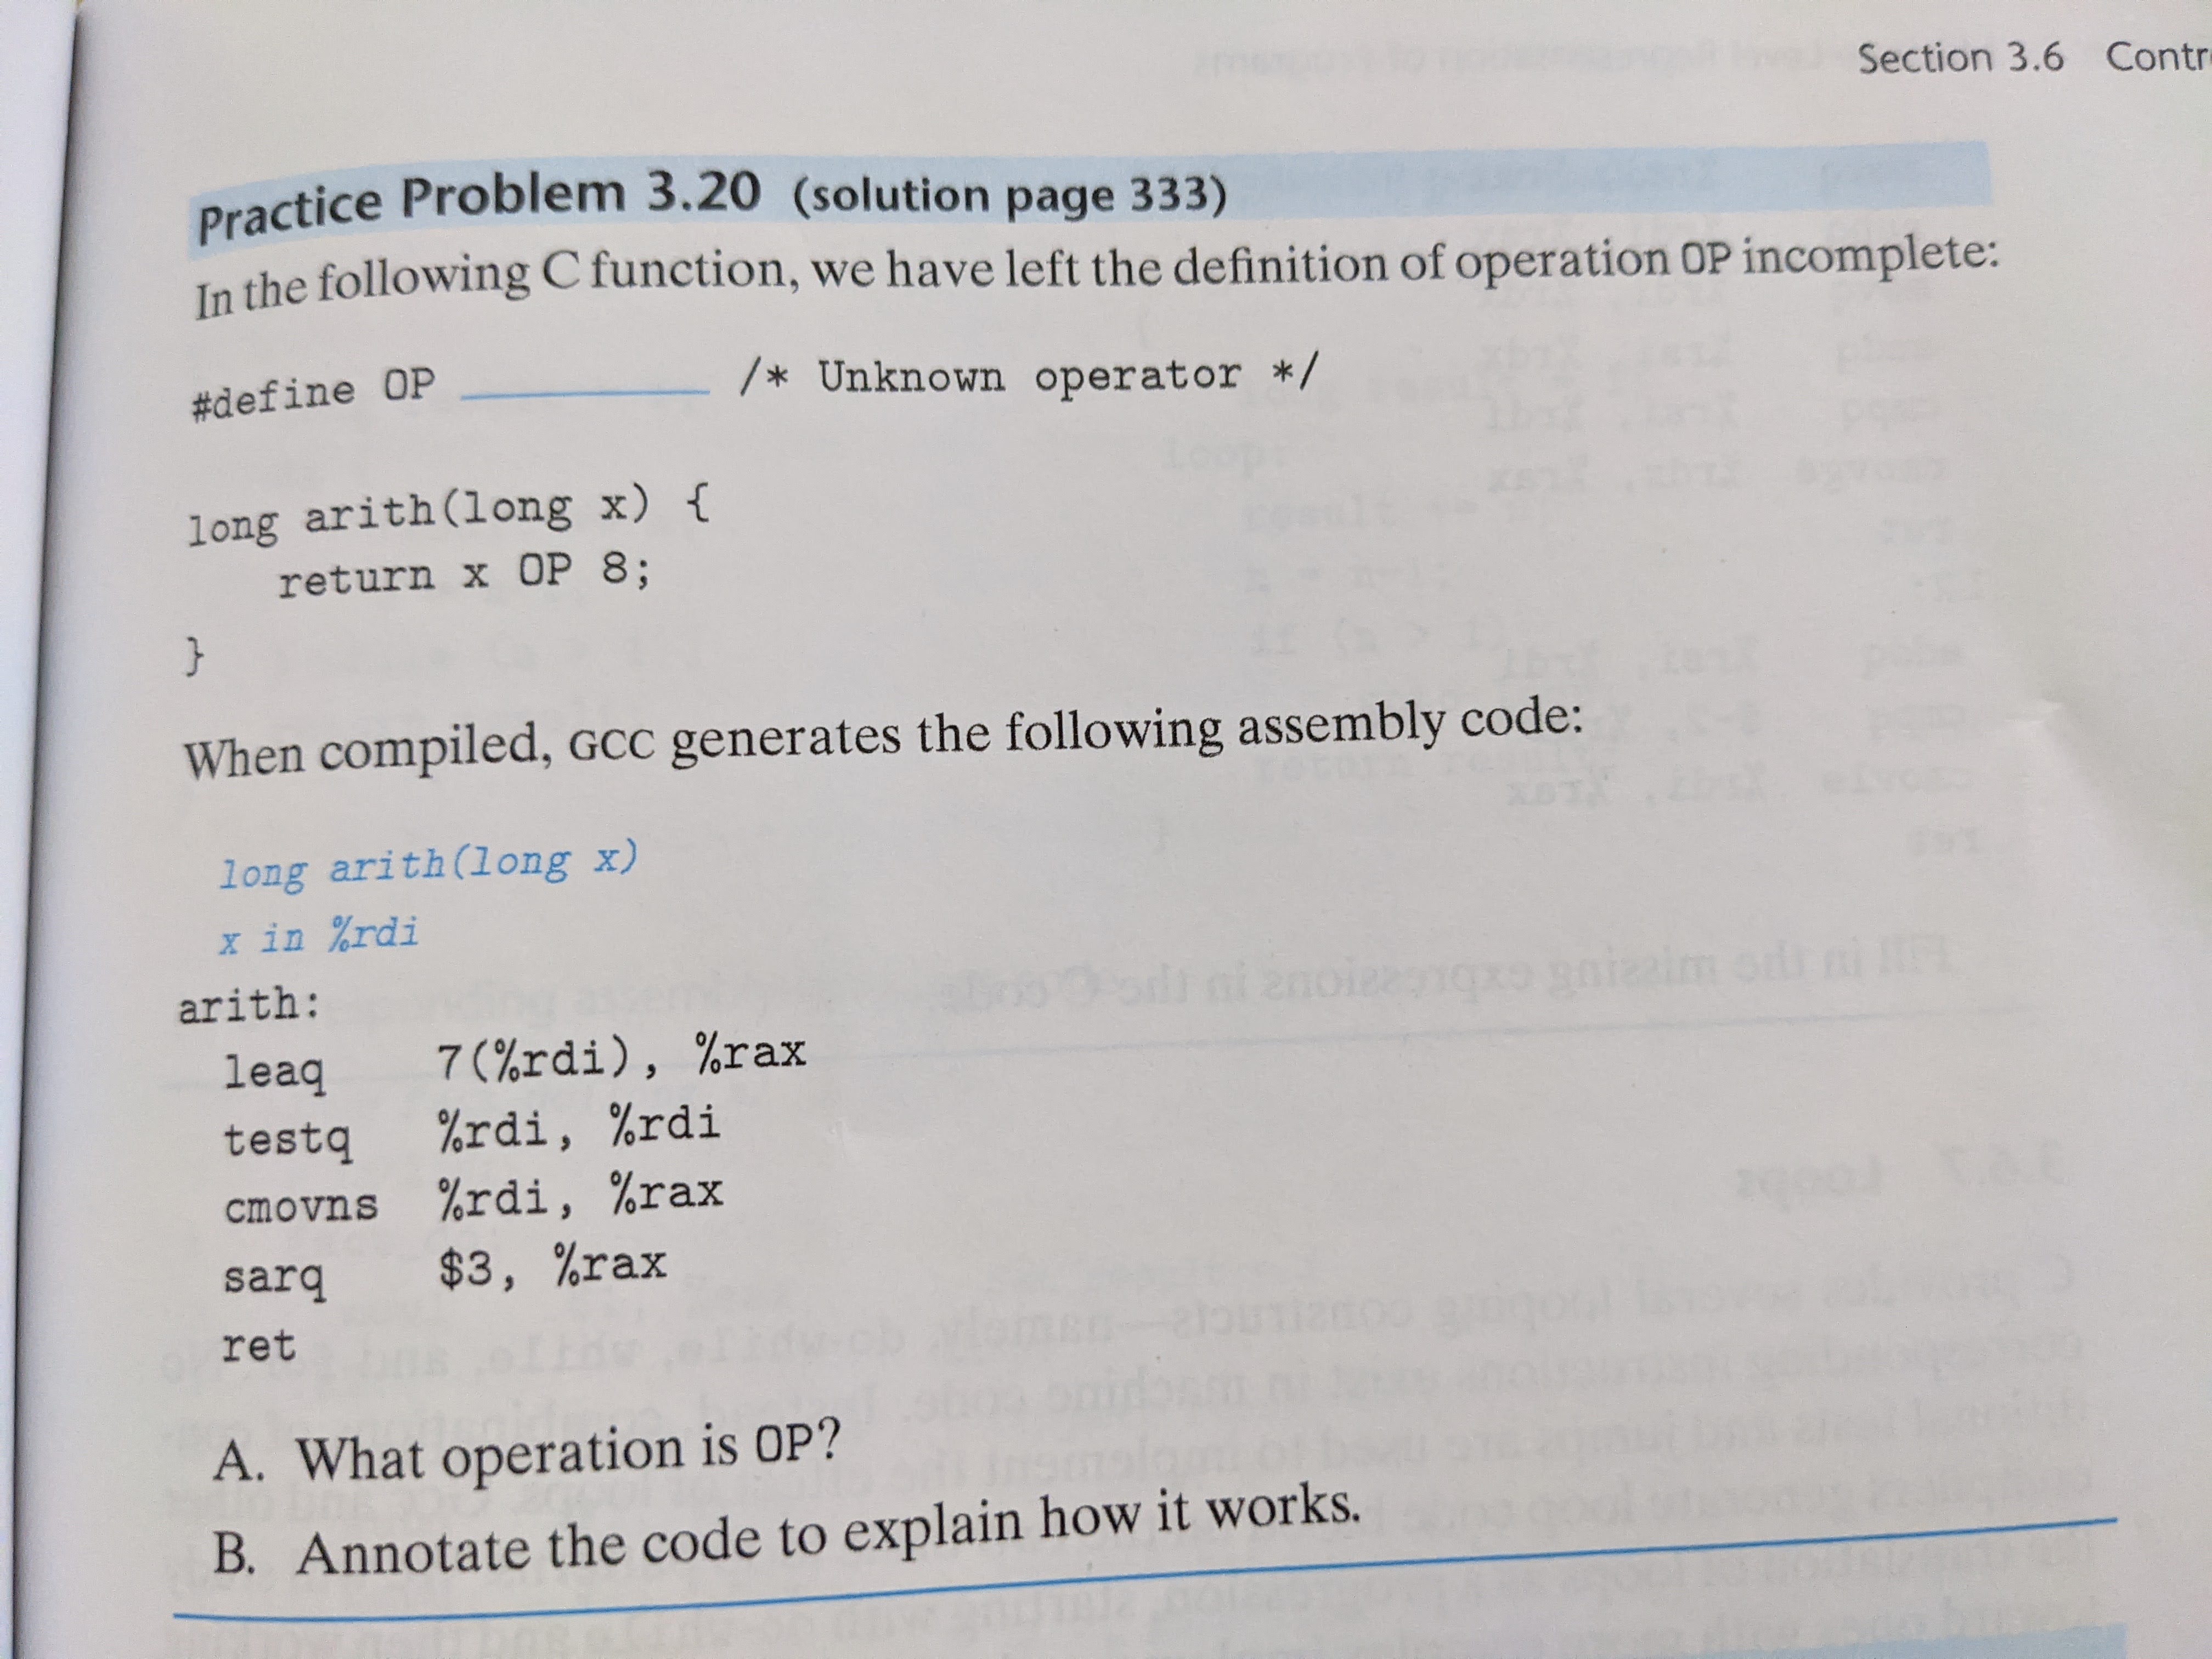 Section 3.6 Contr
Practice Problem 3.20 (solution page 333)
In the following C function, we have left the definition of operation OP incomplete:
#define OP /* Unknown operator */
long arith(long x) {
return x OP 8;
}
When compiled, GCC generates the following assembly code:
long arith(long x)
x in %rdi
arith:
leaq 7(%rdi), %rax
testq %rdi, %rdi
cmovns %rdi, %rax
sarq $3, %rax
ret
A. What operation is OP?
B. Annotate the code to explain how it works.